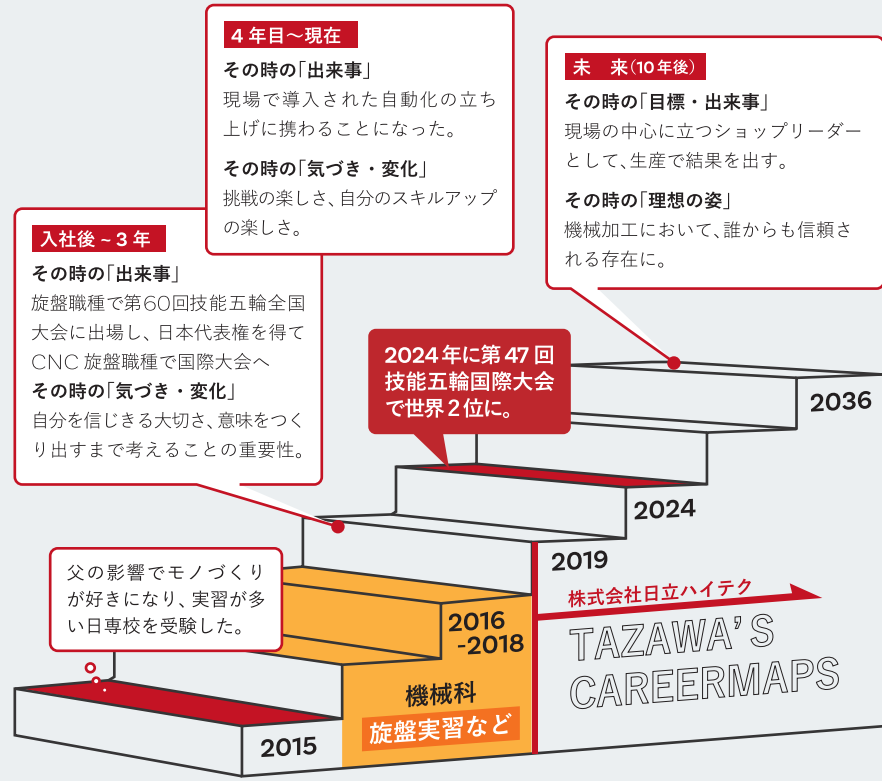 4年目〜現在
その時の「出来事」
現場で導入された自動化の立ち
上げに携わることになった。
その時の「気づき・変化」
挑戦の楽しさ、自分のスキルアップ
の楽しさ。
未　来(10年後)
その時の「目標・出来事」
現場の中心に立つショップリーダー
として、生産で結果を出す。
その時の「理想の姿」
機械加工において、誰からも信頼さ
れる存在に。
入社後 ~ 3 年
その時の「出来事」
旋盤職種で第60回技能五輪全国
大会に出場し、日本代表権を得て
CNC 旋盤職種で国際大会へ
その時の「気づき・変化」
自分を信じきる大切さ、意味をつく
り出すまで考えることの重要性。
2024年に第47回
技能五輪国際大会
で世界2位に。
2036
2024
2019
父の影響でモノづくり
が好きになり、実習が多
い日専校を受験した。
2016
-2018
株式会社日立ハイテク
TAZAWA'S
CAREERMAPS
機械科
旋盤実習など
2015